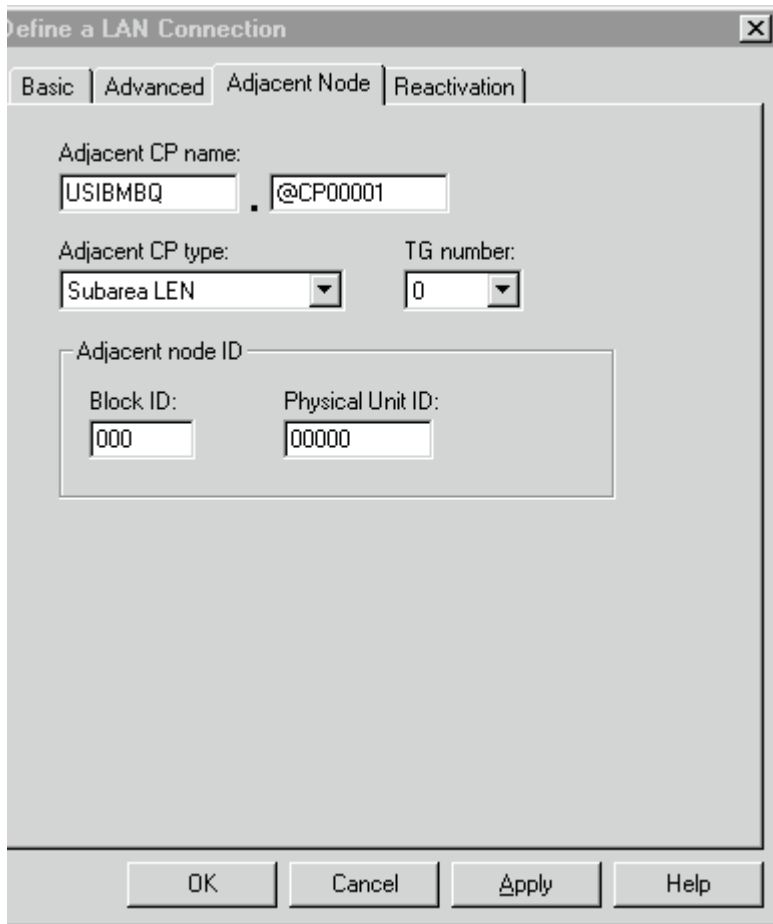 Define a LAN Connection
Basic Advanced Adjacent Node Reactivation
Adjacent CP name:
USIBMBQ . @CP00001
Adjacent CP type: TG number:
Subarea LEN 0
Adjacent node ID
Block ID: Physical Unit ID:
000 00000
OK Cancel Apply Help